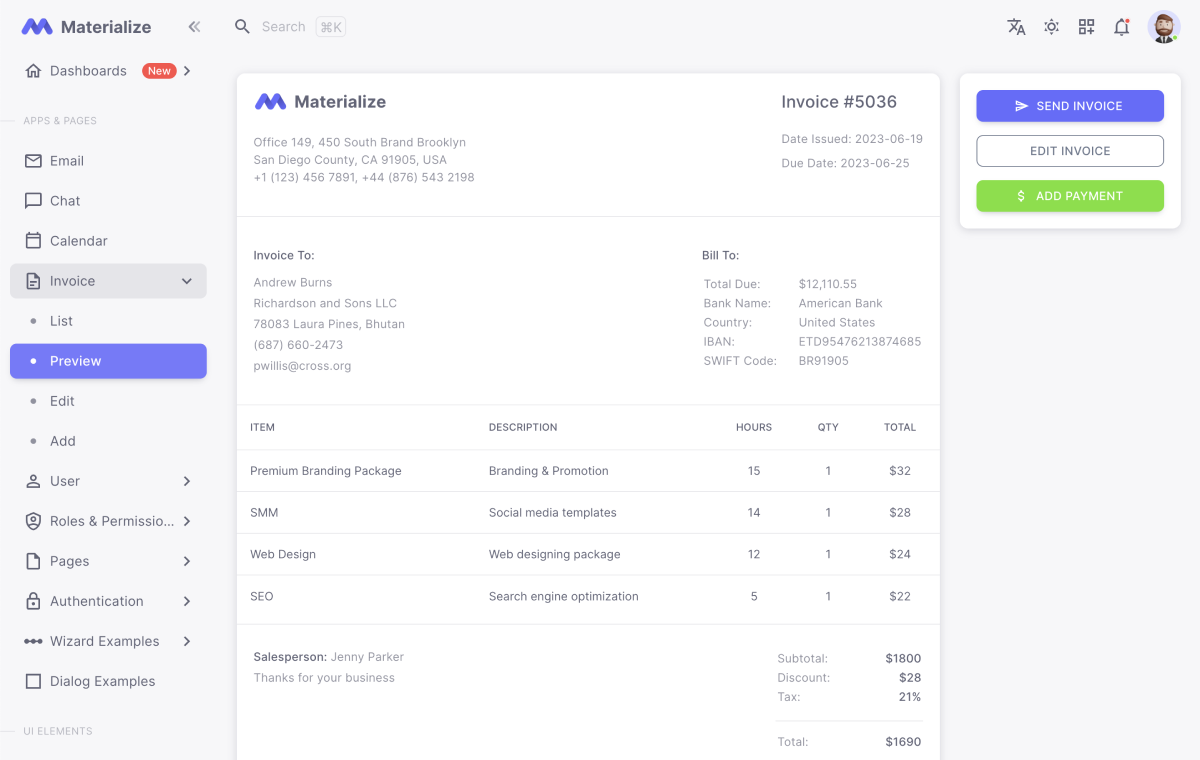 Materialize
Search ⌘K
Dashboards New
APPS & PAGES
Email
Chat
Calendar
Invoice
List
Preview
Edit
Add
User
Roles & Permissio...
Pages
Authentication
Wizard Examples
Dialog Examples
UI ELEMENTS
Materialize
Office 149, 450 South Brand Brooklyn
San Diego County, CA 91905, USA
+1 (123) 456 7891, +44 (876) 543 2198
Invoice #5036
Date Issued: 2023-06-19
Due Date: 2023-06-25
Invoice To:
Andrew Burns
Richardson and Sons LLC
78083 Laura Pines, Bhutan
(687) 660-2473
pwillis@cross.org
Bill To:
Total Due: $12,110.55
Bank Name: American Bank
Country: United States
IBAN: ETD95476213874685
SWIFT Code: BR91905
ITEM DESCRIPTION HOURS QTY TOTAL
Premium Branding Package Branding & Promotion 15 1 $32
SMM Social media templates 14 1 $28
Web Design Web designing package 12 1 $24
SEO Search engine optimization 5 1 $22
Salesperson: Jenny Parker
Thanks for your business
Subtotal: $1800
Discount: $28
Tax: 21%
Total: $1690
SEND INVOICE
EDIT INVOICE
$ ADD PAYMENT